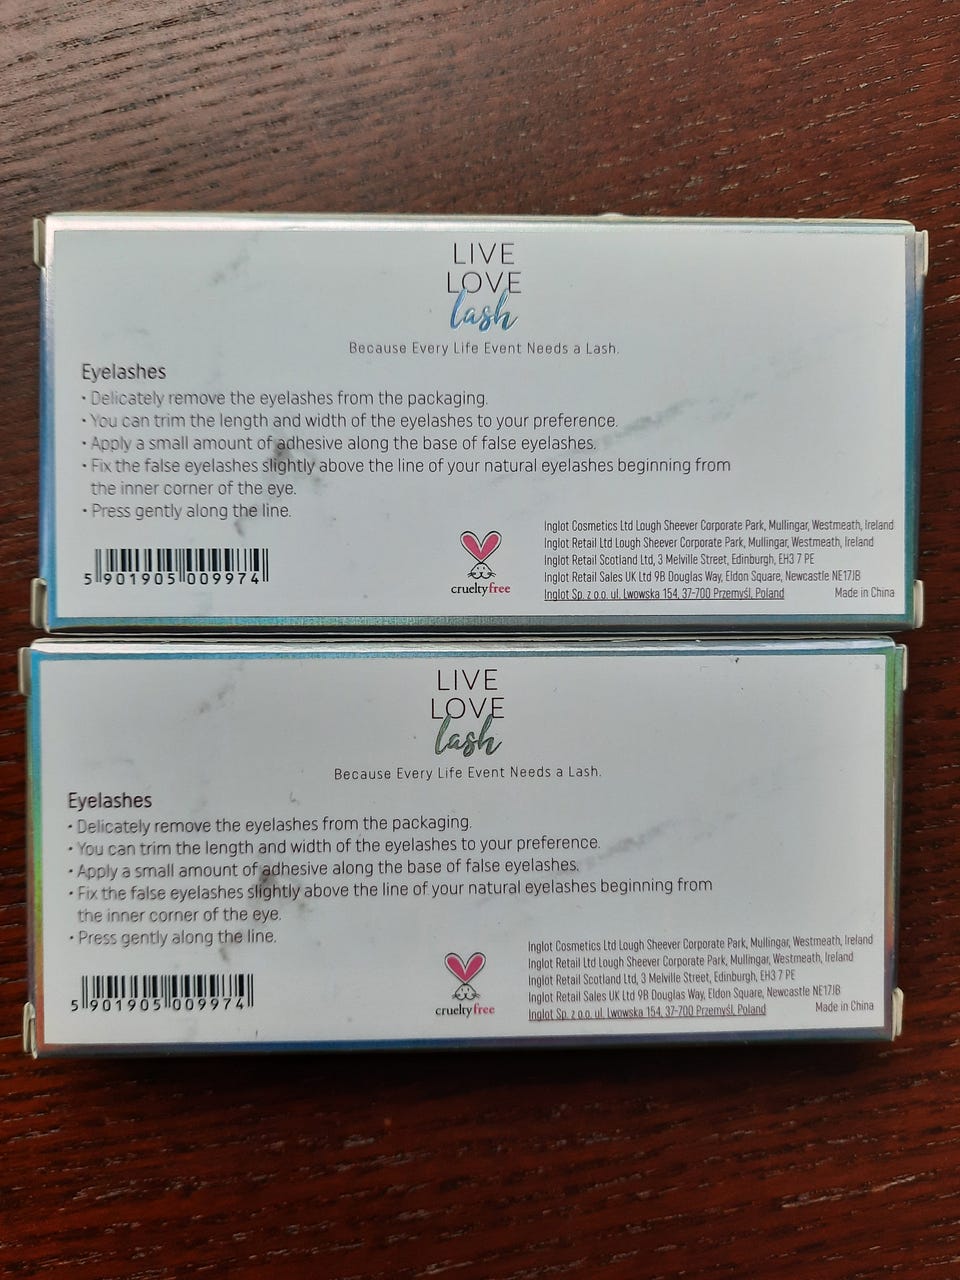 LIVE
LOVE
lash
Because Every Life Event Needs a Lash.
Eyelashes
• Delicately remove the eyelashes from the packaging.
• You can trim the length and width of the eyelashes to your preference.
• Apply a small amount of adhesive along the base of false eyelashes.
• Fix the false eyelashes slightly above the line of your natural eyelashes beginning from
the inner corner of the eye.
• Press gently along the line.
5 901905 009974
crueltyfree
Inglot Cosmetics Ltd Lough Sheever Corporate Park, Mullingar, Westmeath, Ireland
Inglot Retail Ltd Lough Sheever Corporate Park, Mullingar, Westmeath, Ireland
Inglot Retail Scotland Ltd, 3 Melville Street, Edinburgh, EH3 7 PE
Inglot Retail Sales UK Ltd 9B Douglas Way, Eldon Square, Newcastle NE17JB
Inglot Sp. z o.o. ul. Lwowska 154, 37-700 Przemyśl, Poland
Made in China
LIVE
LOVE
lash
Because Every Life Event Needs a Lash.
Eyelashes
• Delicately remove the eyelashes from the packaging.
• You can trim the length and width of the eyelashes to your preference.
• Apply a small amount of adhesive along the base of false eyelashes.
• Fix the false eyelashes slightly above the line of your natural eyelashes beginning from
the inner corner of the eye.
• Press gently along the line.
5 901905 009974
crueltyfree
Inglot Cosmetics Ltd Lough Sheever Corporate Park, Mullingar, Westmeath, Ireland
Inglot Retail Ltd Lough Sheever Corporate Park, Mullingar, Westmeath, Ireland
Inglot Retail Scotland Ltd, 3 Melville Street, Edinburgh, EH3 7 PE
Inglot Retail Sales UK Ltd 9B Douglas Way, Eldon Square, Newcastle NE17JB
Inglot Sp. z o.o. ul. Lwowska 154, 37-700 Przemyśl, Poland
Made in China